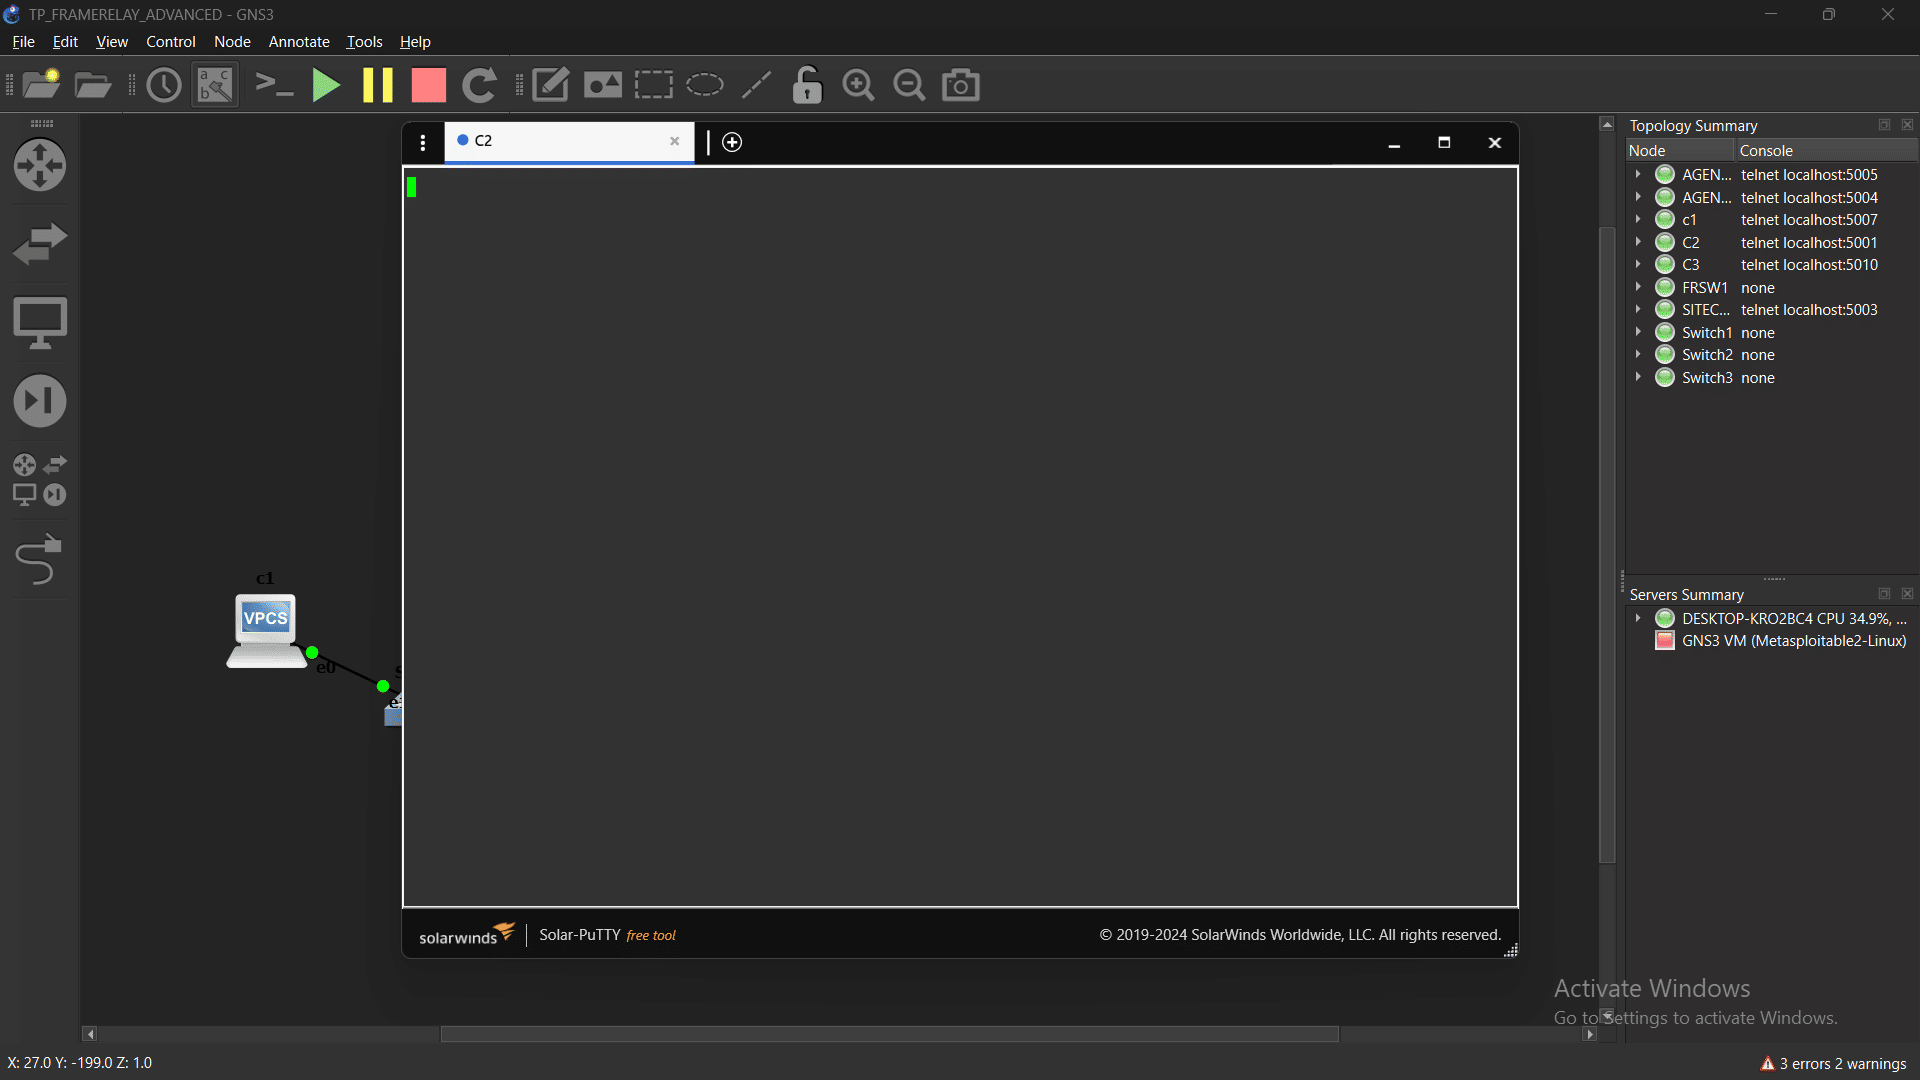 TP_FRAMERELAY_ADVANCED - GNS3
File Edit View Control Node Annotate Tools Help
a c
b
C2
Topology Summary
Node Console
AGEN... telnet localhost:5005
AGEN... telnet localhost:5004
c1 telnet localhost:5007
C2 telnet localhost:5001
C3 telnet localhost:5010
FRSW1 none
SITEC... telnet localhost:5003
Switch1 none
Switch2 none
Switch3 none
c1
VPCS
e0
Servers Summary
DESKTOP-KRO2BC4 CPU 34.9%, ...
GNS3 VM (Metasploitable2-Linux)
solarwinds Solar-PuTTY free tool
© 2019-2024 SolarWinds Worldwide, LLC. All rights reserved.
Activate Windows
Go to Settings to activate Windows.
X: 27.0 Y: -199.0 Z: 1.0
3 errors 2 warnings